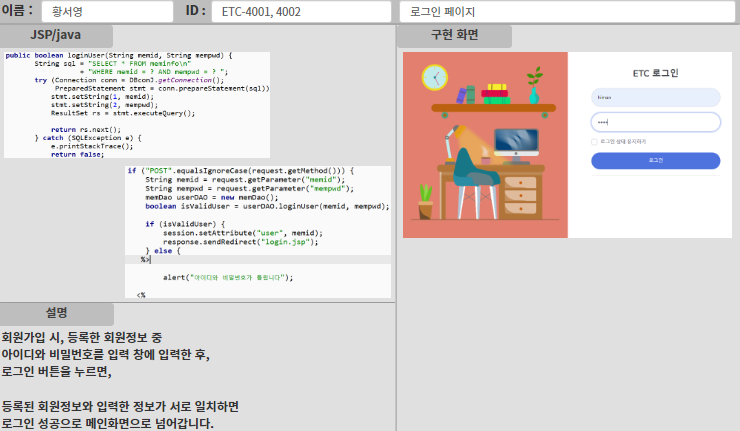 이름 : 황서영 ID : ETC-4001, 4002 로그인 페이지
JSP/java
public boolean loginUser(String memid, String mempwd) {
String sql = "SELECT * FROM meminfo\n"
+ "WHERE memid = ? AND mempwd = ? ";
try (Connection conn = DBconJ.getConnection();
PreparedStatement stmt = conn.prepareStatement(sql))
stmt.setString(1, memid);
stmt.setString(2, mempwd);
ResultSet rs = stmt.executeQuery();
return rs.next();
} catch (SQLException e) {
e.printStackTrace();
return false;
if ("POST".equalsIgnoreCase(request.getMethod())) {
String memid = request.getParameter("memid");
String mempwd = request.getParameter("mempwd");
memDao userDAO = new memDao();
boolean isValidUser = userDAO.loginUser(memid, mempwd);
if (isValidUser) {
session.setAttribute("user", memid);
response.sendRedirect("login.jsp");
} else {
%>
alert("아이디와 비밀번호가 틀립니다");
<%
설명
회원가입 시, 등록한 회원정보 중
아이디와 비밀번호를 입력 창에 입력한 후,
로그인 버튼을 누르면,
등록된 회원정보와 입력한 정보가 서로 일치하면
로그인 성공으로 메인화면으로 넘어갑니다.
구현 화면
ETC 로그인
로그인 상태 유지하기
로그인